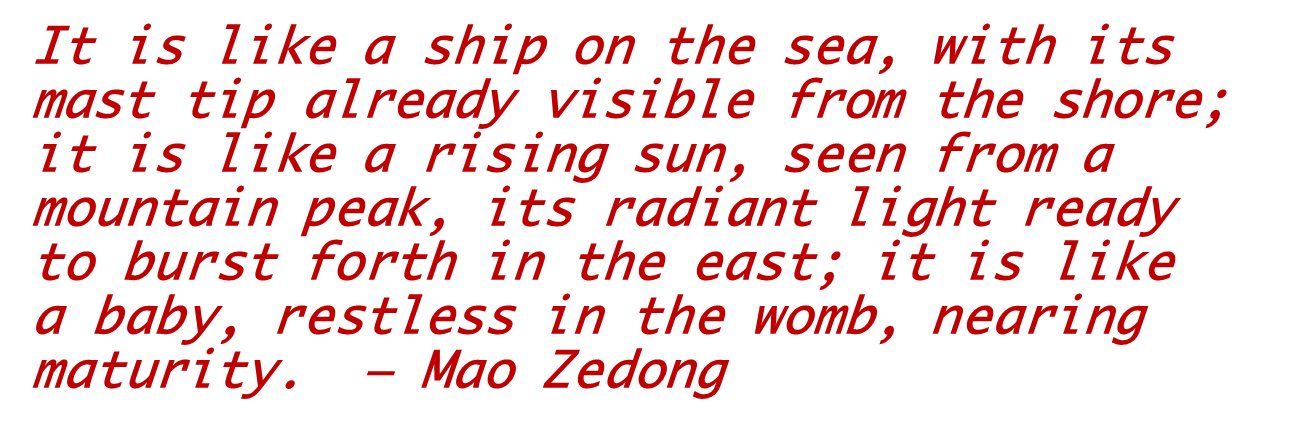 It is like a ship on the sea, with its
mast tip already visible from the shore;
it is like a rising sun, seen from a
mountain peak, its radiant light ready
to burst forth in the east; it is like
a baby, restless in the womb, nearing
maturity.  — Mao Zedong